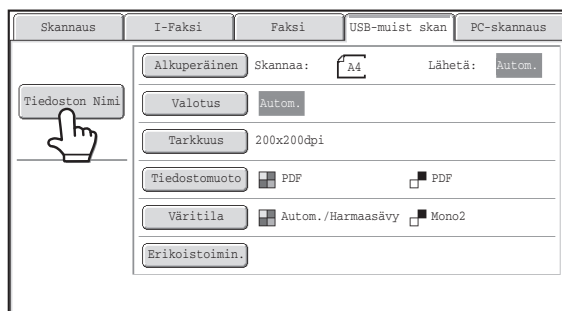 Skannaus I-Faksi Faksi USB-muist skan PC-skannaus
Alkuperäinen Skannaa: A4 Lähetä: Autom.
Tiedoston Nimi
Valotus Autom.
Tarkkuus 200x200dpi
Tiedostomuoto PDF PDF
Väritila Autom./Harmaasävy Mono2
Erikoistoimin.